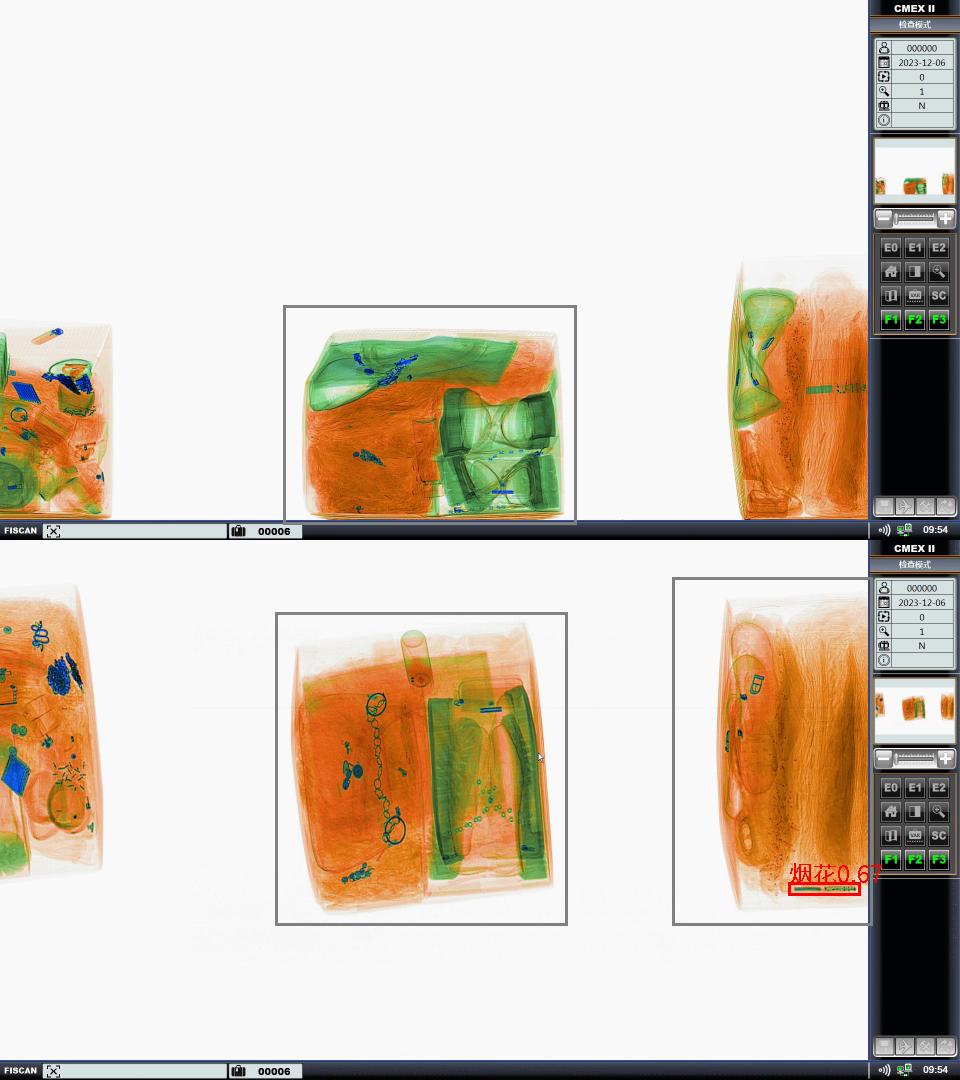 CMEX II
检查模式
000000
2023-12-06
0
1
N
E0 E1 E2
SC
F1 F2 F3
FISCAN
00006
09:54
CMEX II
检查模式
000000
2023-12-06
0
1
N
E0 E1 E2
SC
F1 F2 F3
烟花0.67
FISCAN
00006
09:54